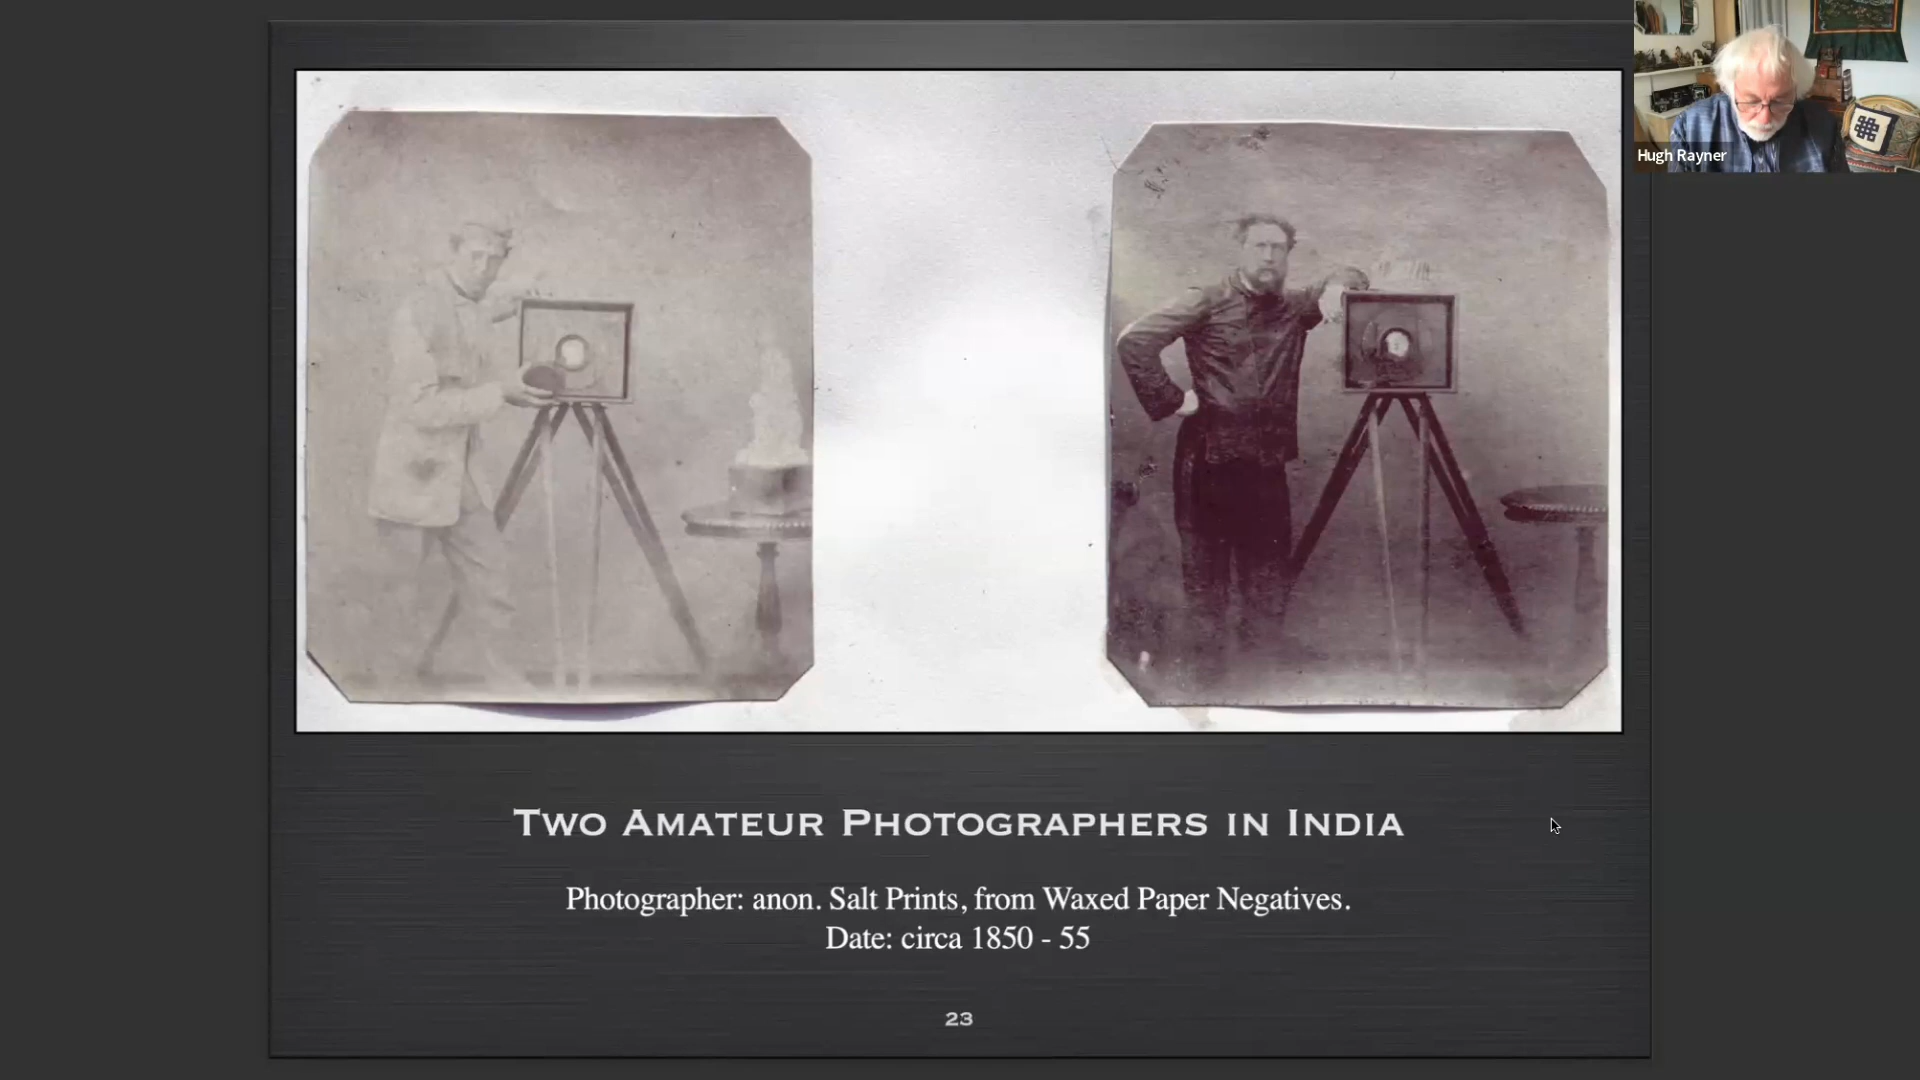 Hugh Rayner
Two Amateur Photographers in India
Photographer: anon. Salt Prints, from Waxed Paper Negatives.
Date: circa 1850 - 55
23